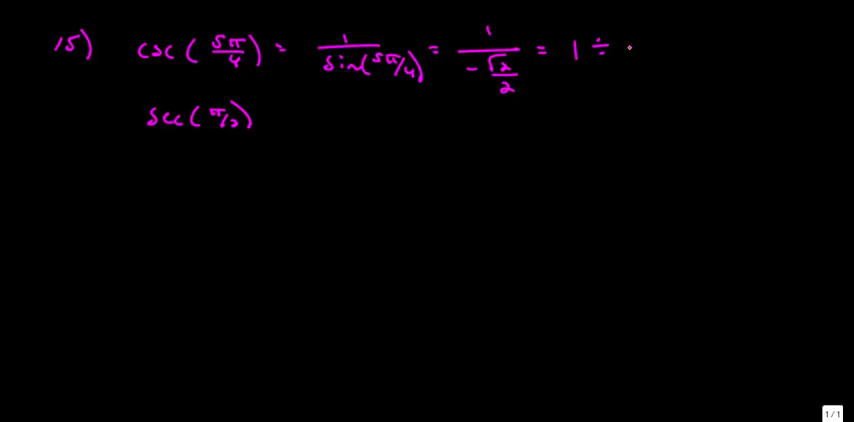 15) csc(5π/4) = 1/sin(5π/4) = 1/(-√2/2) = 1 ÷
sec(π/2)
1/1